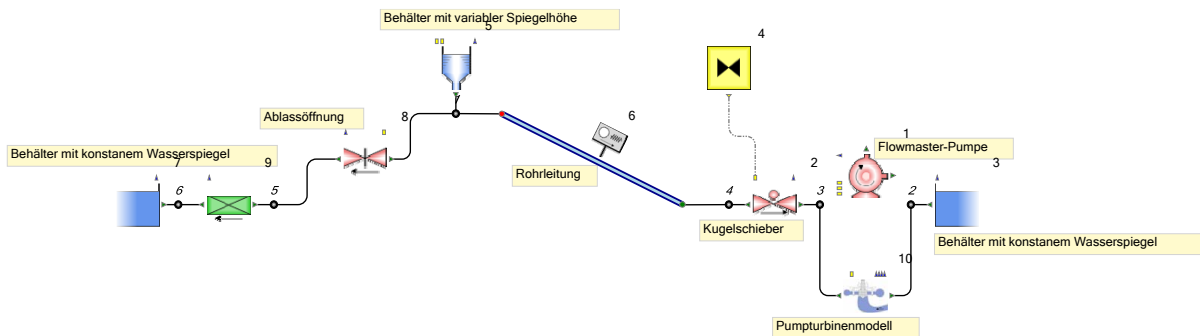 Behälter mit variabler Spiegelhöhe
5
4
7
Ablassöffnung
8
6
1
Flowmaster-Pumpe
Behälter mit konstanem Wasserspiegel
7
9
2
3
Rohrleitung
6
5
4
3
2
Kugelschieber
Behälter mit konstanem Wasserspiegel
10
Pumpturbinenmodell